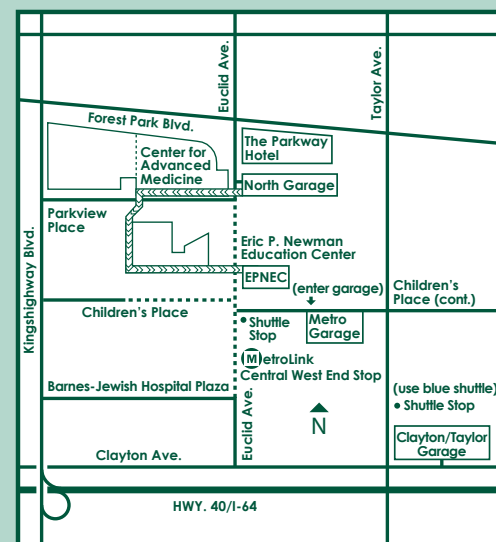 Euclid Ave.
Taylor Ave.
Forest Park Blvd.
The Parkway
Hotel
Center for
Advanced
Medicine
North Garage
Parkview
Place
Kingshighway Blvd.
Eric P. Newman
Education Center
EPNEC
(enter garage)
Children's
Place (cont.)
Children's Place
Shuttle
Stop
Metro
Garage
MetroLink
Central West End Stop
Barnes-Jewish Hospital Plaza
(use blue shuttle)
Shuttle Stop
Euclid Ave.
N
Clayton/Taylor
Garage
Clayton Ave.
HWY. 40/I-64